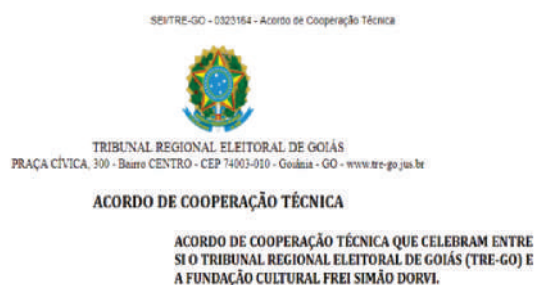 SEI/TRE-GO - 0323164 - Acordo de Cooperação Técnica
TRIBUNAL REGIONAL ELEITORAL DE GOIÁS
PRAÇA CÍVICA, 300 - Bairro CENTRO - CEP 74003-010 - Goiânia - GO - www.tre-go.jus.br
ACORDO DE COOPERAÇÃO TÉCNICA
ACORDO DE COOPERAÇÃO TÉCNICA QUE CELEBRAM ENTRE
SI O TRIBUNAL REGIONAL ELEITORAL DE GOIÁS (TRE-GO) E
A FUNDAÇÃO CULTURAL FREI SIMÃO DORVI.